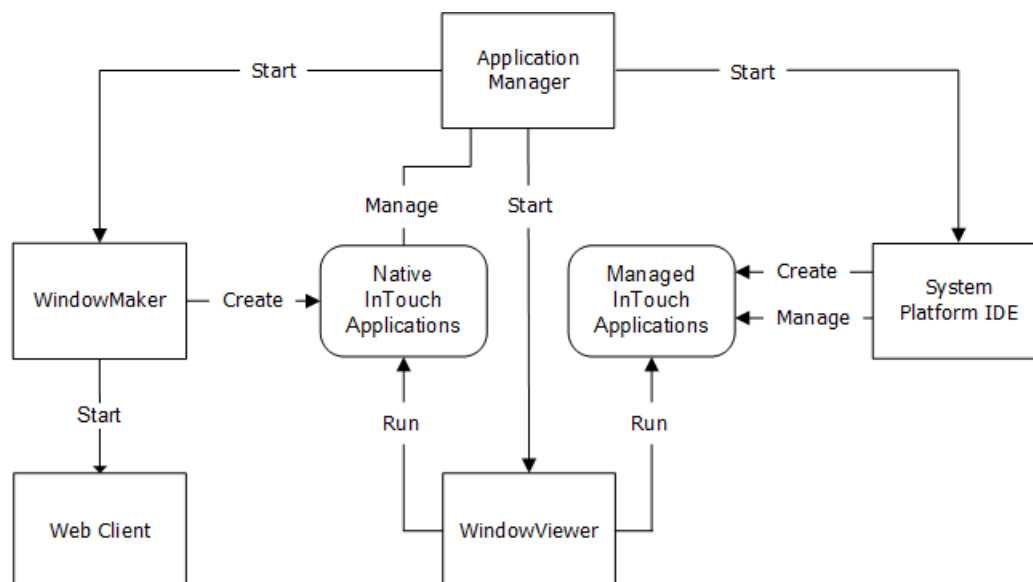 Application
Manager
Start
Start
Manage
Start
WindowMaker
Create
Native
InTouch
Applications
Managed
InTouch
Applications
Create
Manage
System
Platform IDE
Start
Run
Run
Web Client
WindowViewer